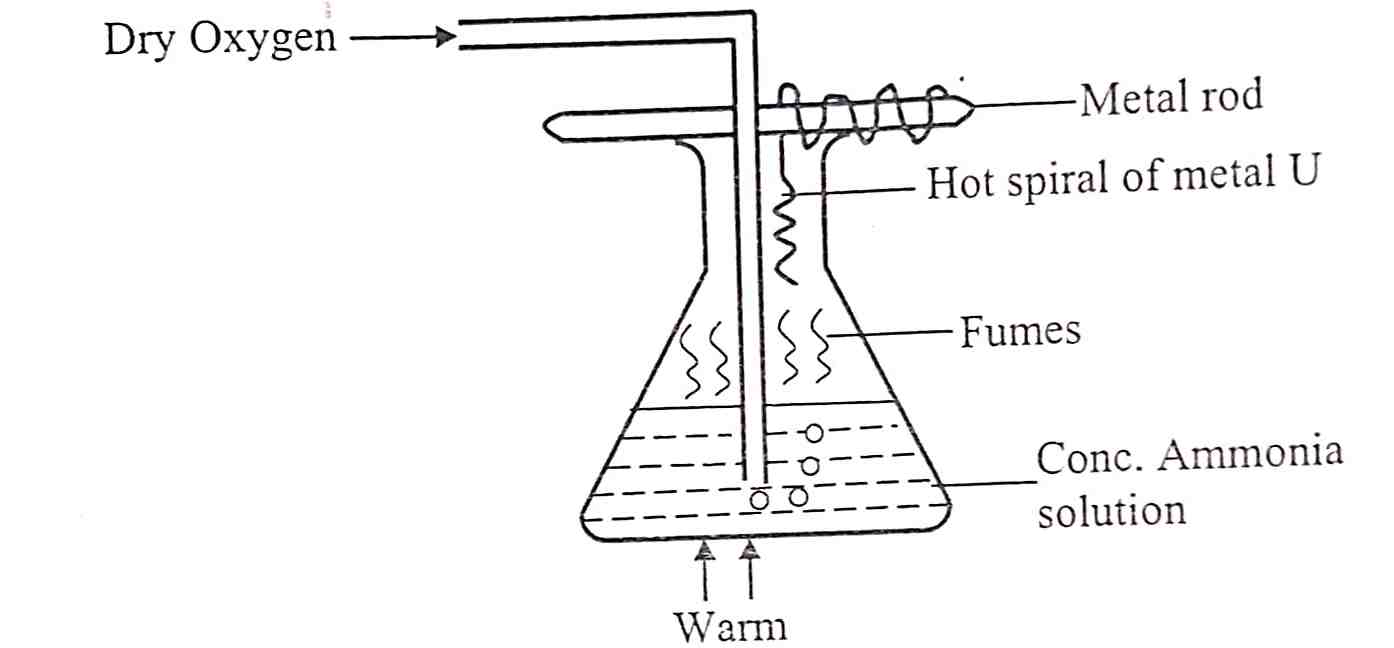 Dry Oxygen
Metal rod
Hot spiral of metal U
Fumes
Conc. Ammonia
solution
Warm